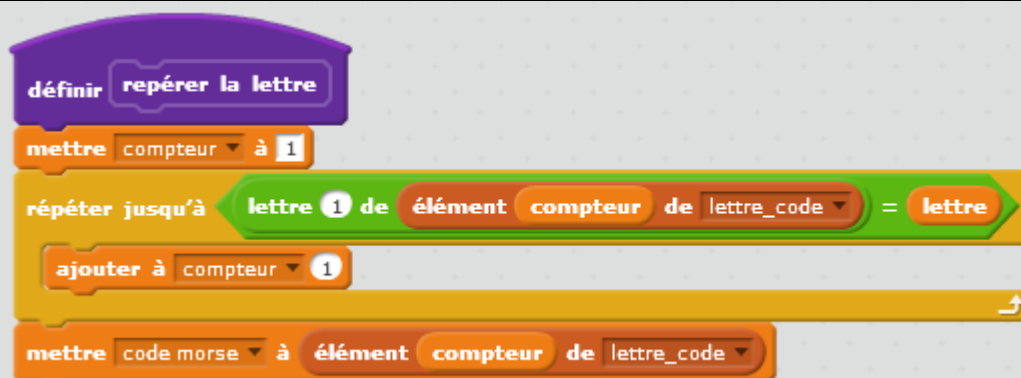 définir repérer la lettre
mettre compteur à 1
répéter jusqu'à lettre 1 de élément compteur de lettre_code = lettre
ajouter à compteur 1
mettre code morse à élément compteur de lettre_code